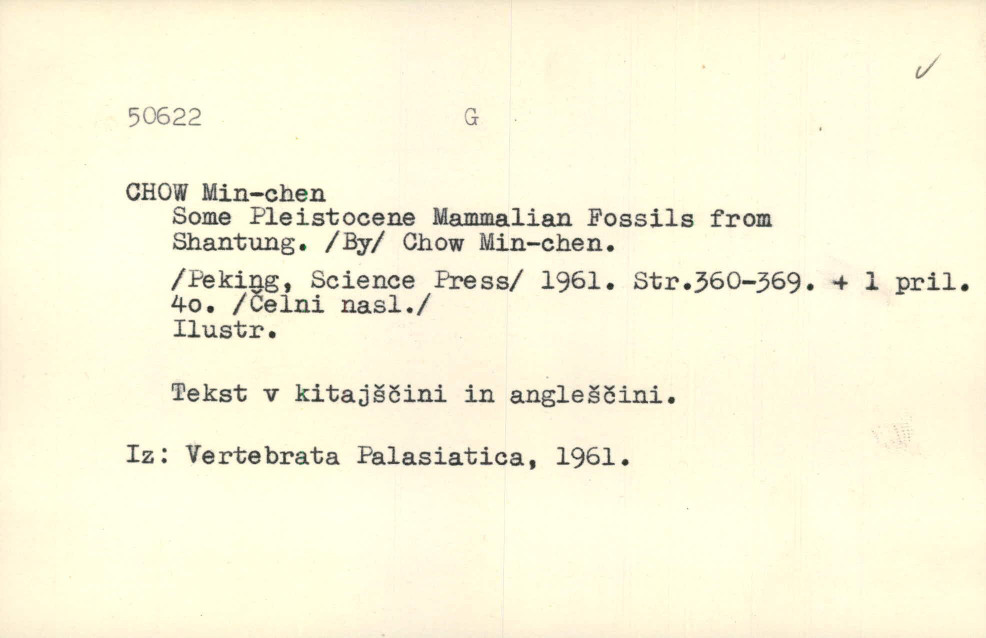 50622 G
CHOW Min-chen
Some Pleistocene Mammalian Fossils from
Shantung. /By/ Chow Min-chen.
/Peking, Science Press/ 1961. Str.360-369. + 1 pril.
4o. /Čelni nasl./
Ilustr.
Tekst v kitajščini in angleščini.
Iz: Vertebrata Palasiatica, 1961.